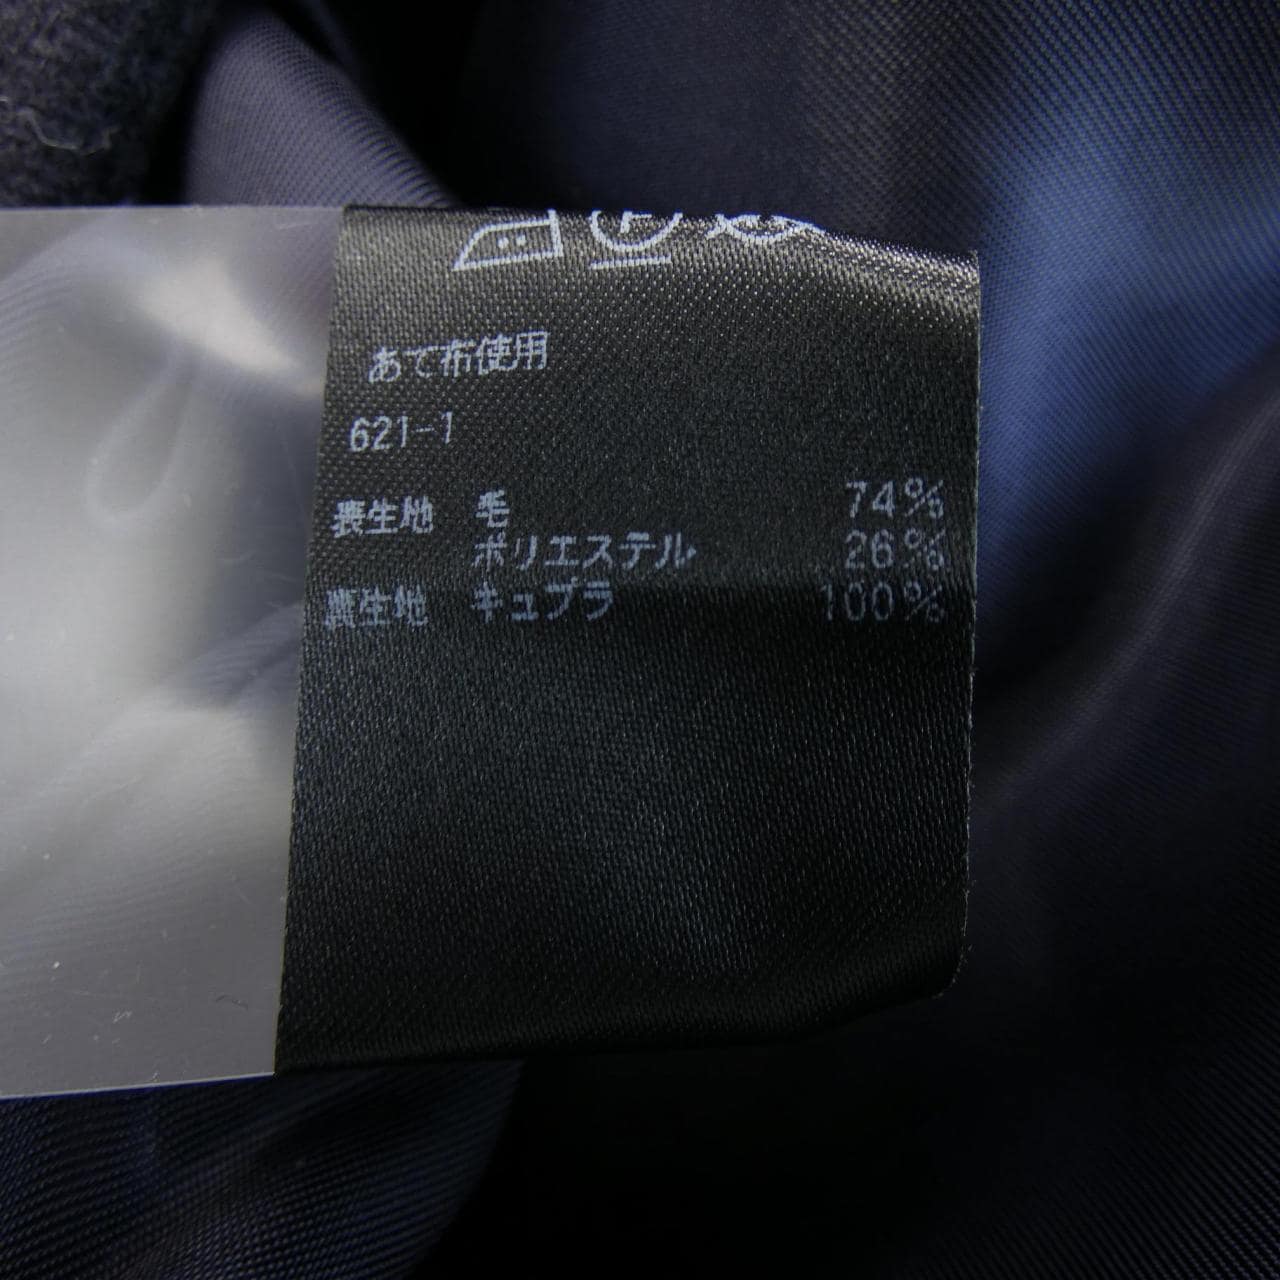 あて布使用
621-1
表生地 毛 74%
ポリエステル 26%
裏生地 キュプラ 100%